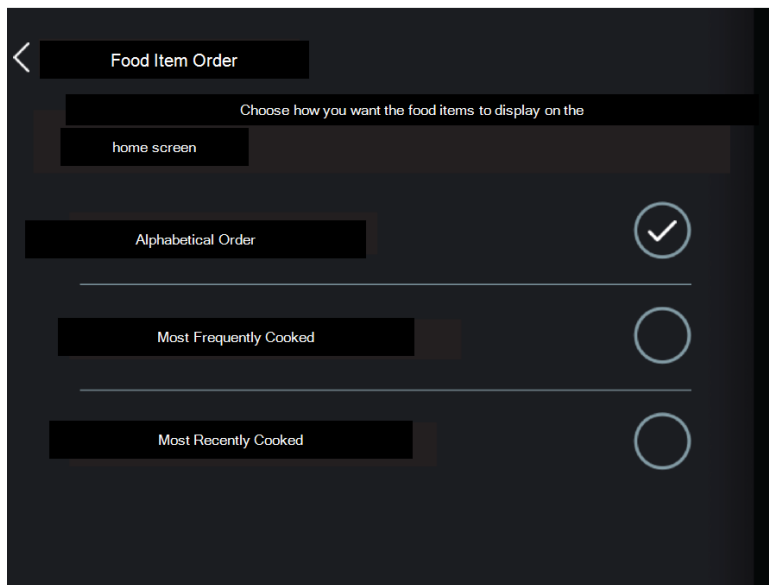 Food Item Order
Choose how you want the food items to display on the
home screen
Alphabetical Order
Most Frequently Cooked
Most Recently Cooked